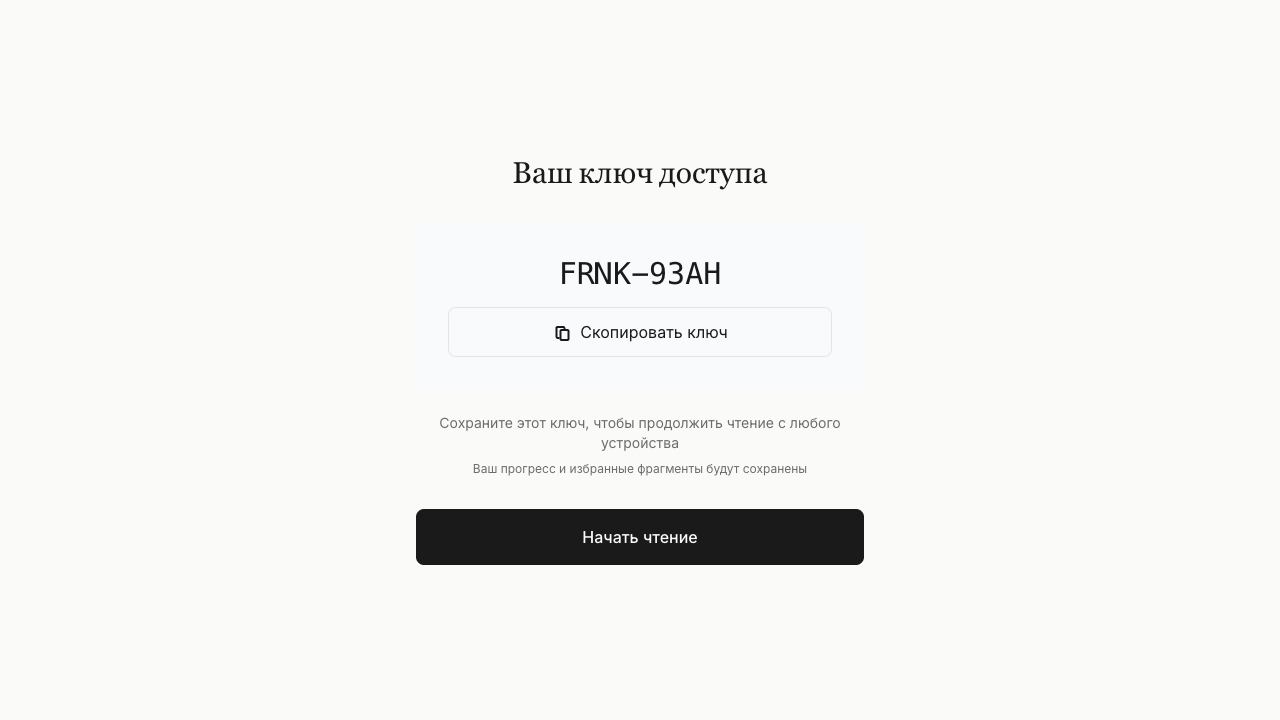 Ваш ключ доступа
FRNK–93AH
Скопировать ключ
Сохраните этот ключ, чтобы продолжить чтение с любого
устройства
Ваш прогресс и избранные фрагменты будут сохранены
Начать чтение